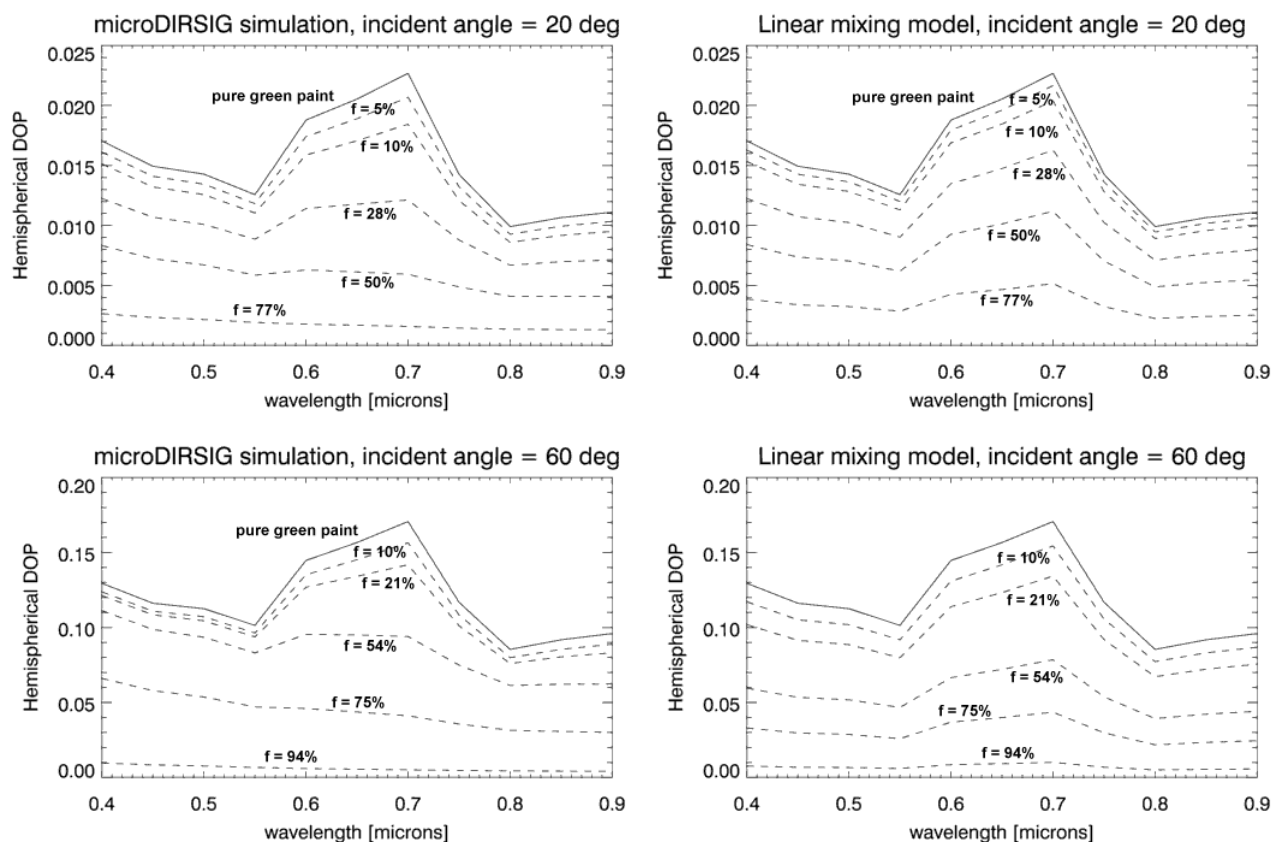 microDIRSIG simulation, incident angle = 20 deg
Hemispherical DOP
0.025
0.020
0.015
0.010
0.005
0.000
pure green paint
f = 5%
f = 10%
f = 28%
f = 50%
f = 77%
0.4 0.5 0.6 0.7 0.8 0.9
wavelength [microns]
Linear mixing model, incident angle = 20 deg
Hemispherical DOP
0.025
0.020
0.015
0.010
0.005
0.000
pure green paint
f = 5%
f = 10%
f = 28%
f = 50%
f = 77%
0.4 0.5 0.6 0.7 0.8 0.9
wavelength [microns]
microDIRSIG simulation, incident angle = 60 deg
Hemispherical DOP
0.20
0.15
0.10
0.05
0.00
pure green paint
f = 10%
f = 21%
f = 54%
f = 75%
f = 94%
0.4 0.5 0.6 0.7 0.8 0.9
wavelength [microns]
Linear mixing model, incident angle = 60 deg
Hemispherical DOP
0.20
0.15
0.10
0.05
0.00
f = 10%
f = 21%
f = 54%
f = 75%
f = 94%
0.4 0.5 0.6 0.7 0.8 0.9
wavelength [microns]